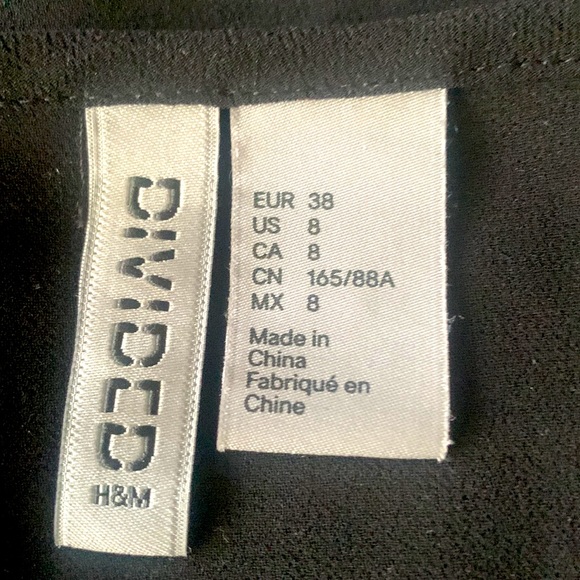 DIVIDED
H&M
EUR 38
US 8
CA 8
CN 165/88A
MX 8
Made in
China
Fabriqué en
Chine